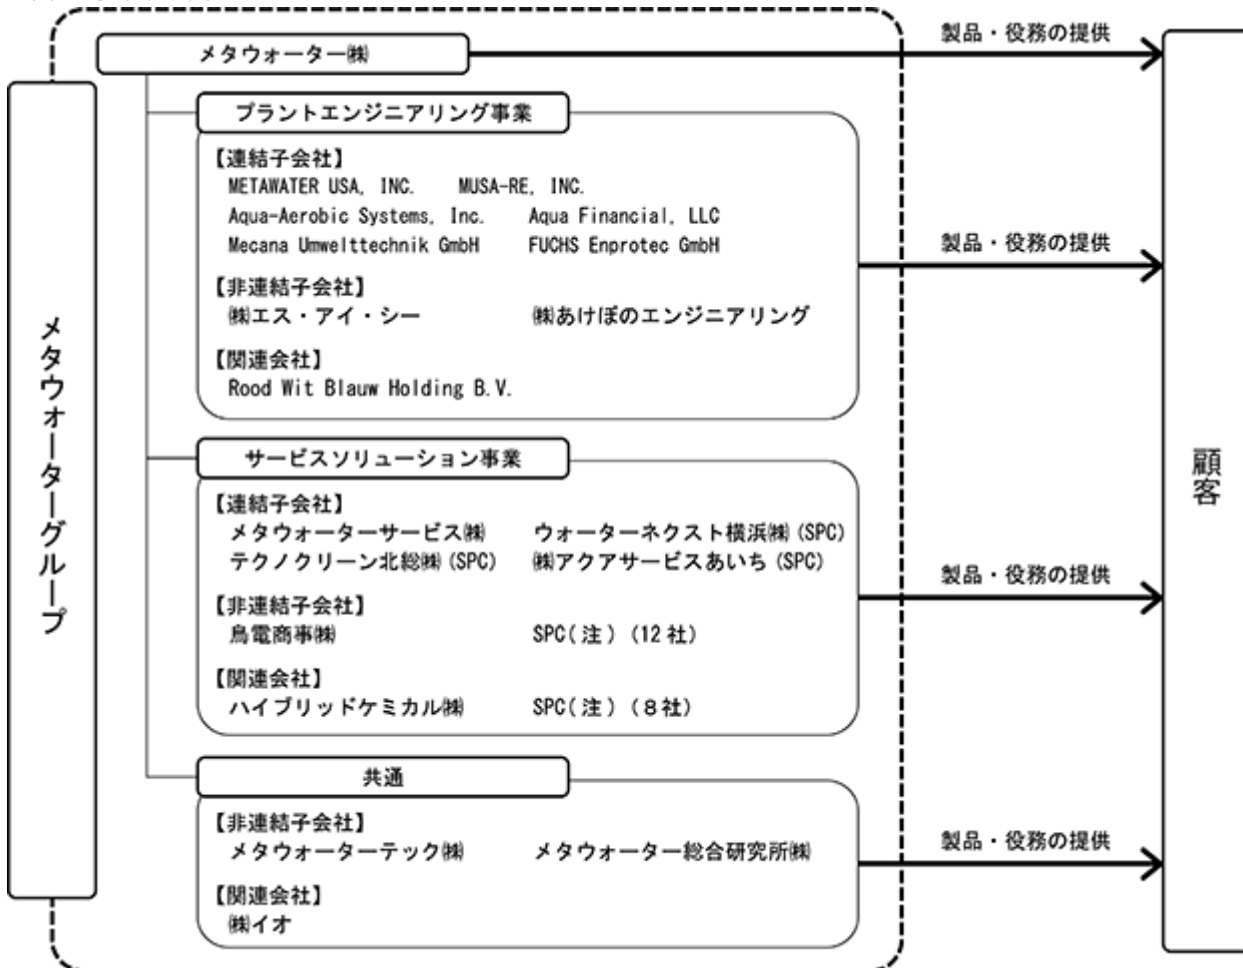 メタウォーターグループ
メタウォーター㈱
製品・役務の提供
プラントエンジニアリング事業
【連結子会社】
METAWATER USA, INC. MUSA-RE, INC.
Aqua-Aerobic Systems, Inc. Aqua Financial, LLC
Mecana Umwelttechnik GmbH FUCHS Enprotec GmbH
【非連結子会社】
㈱エス・アイ・シー ㈱あけぼのエンジニアリング
【関連会社】
Rood Wit Blauw Holding B.V.
製品・役務の提供
サービスソリューション事業
【連結子会社】
メタウォーターサービス㈱ ウォーターネクスト横浜㈱(SPC)
テクノクリーン北総㈱(SPC) ㈱アクアサービスあいち(SPC)
【非連結子会社】
鳥電商事㈱ SPC(注)(12社)
【関連会社】
ハイブリッドケミカル㈱ SPC(注)(8社)
製品・役務の提供
共通
【非連結子会社】
メタウォーターテック㈱ メタウォーター総合研究所㈱
【関連会社】
㈱イオ
製品・役務の提供
顧客